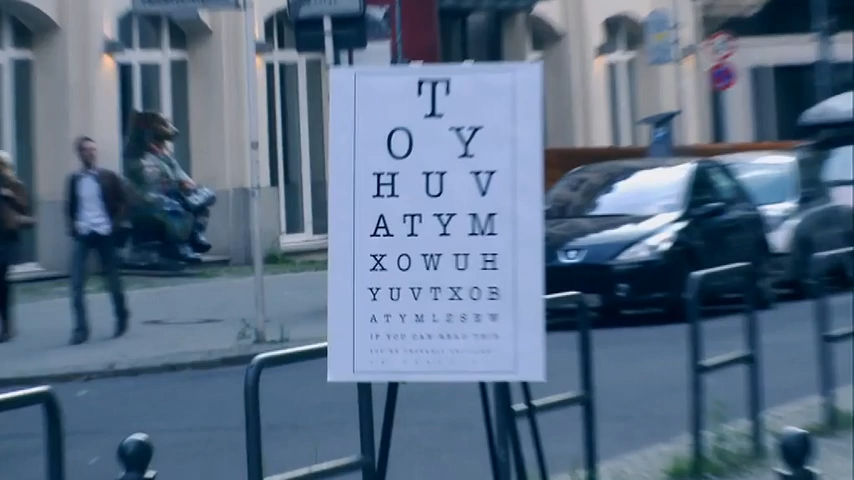 T
O Y
H U V
A T Y M
X O W U H
Y U V T X O B
A T Y M L Z S E W
IF YOU CAN READ THIS